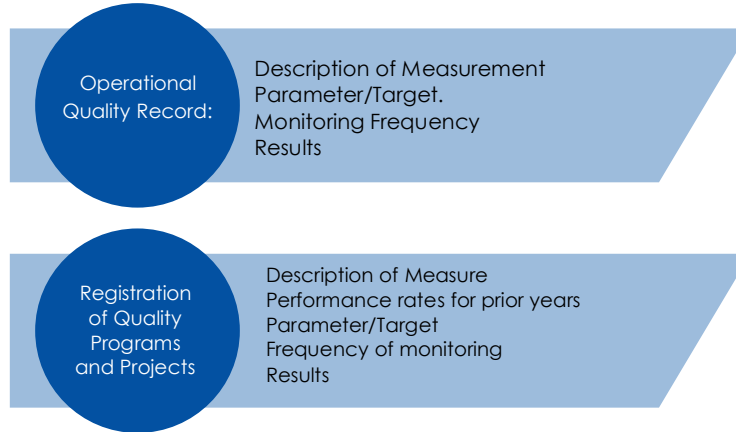 Operational
Quality Record:
Description of Measurement
Parameter/Target.
Monitoring Frequency
Results
Registration
of Quality
Programs
and Projects
Description of Measure
Performance rates for prior years
Parameter/Target
Frequency of monitoring
Results